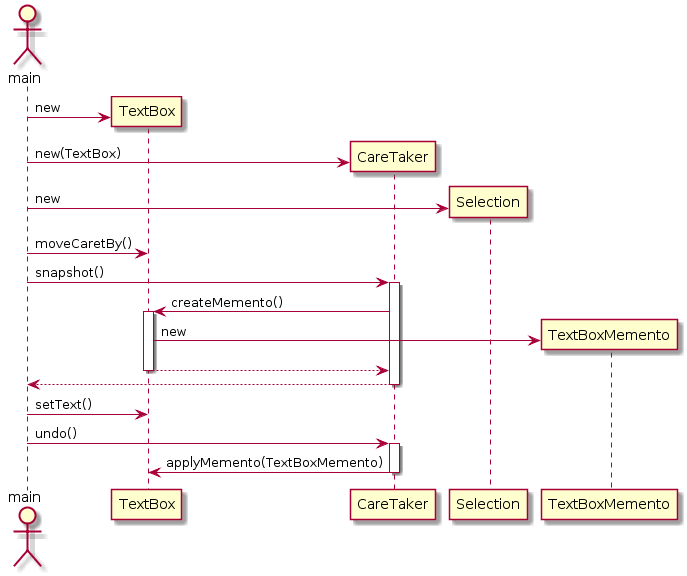 main
new
TextBox
new(TextBox)
CareTaker
new
Selection
moveCaretBy()
snapshot()
createMemento()
new
TextBoxMemento
setText()
undo()
applyMemento(TextBoxMemento)
main
TextBox
CareTaker
Selection
TextBoxMemento